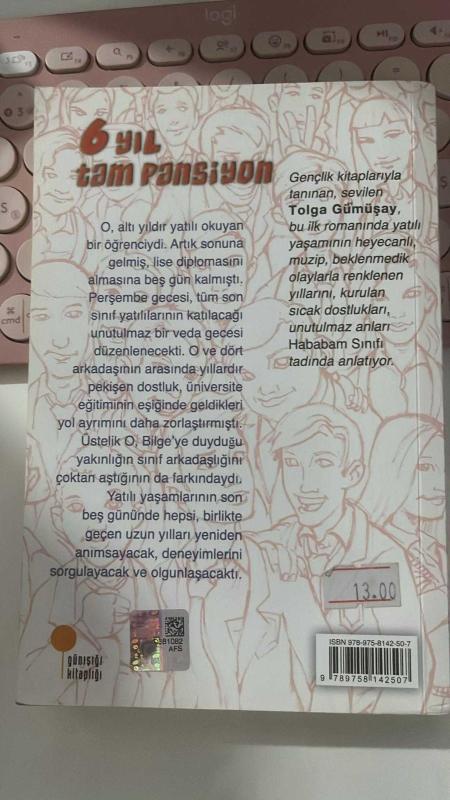 logi
6 YIL
tam Pansiyon
O, altı yıldır yatılı okuyan
bir öğrenciydi. Artık sonuna
gelmiş, lise diplomasını
almasına beş gün kalmıştı.
Perşembe gecesi, tüm son
sınıf yatılılarının katılacağı
unutulmaz bir veda gecesi
düzenlenecekti. O ve dört
arkadaşının arasında yıllardır
pekişen dostluk, üniversite
eğitiminin eşiğinde geldikleri
yol ayrımını daha zorlaştırmıştı.
Üstelik O, Bilge'ye duyduğu
yakınlığın sınıf arkadaşlığını
çoktan aştığının da farkındaydı.
Yatılı yaşamlarının son
beş gününde hepsi, birlikte
geçen uzun yılları yeniden
anımsayacak, deneyimlerini
sorgulayacak ve olgunlaşacaktı.
Gençlik kitaplarıyla
tanınan, sevilen
Tolga Gümüşay,
bu ilk romanında yatılı
yaşamının heyecanlı,
muzip, beklenmedik
olaylarla renklenen
yıllarını, kurulan
sıcak dostlukları,
unutulmaz anları
Hababam Sınıfı
tadında anlatıyor.
13.00
günışığı
kitaplığı
AFS
ISBN 978-975-8142-50-7
9 789758 142507
cmd